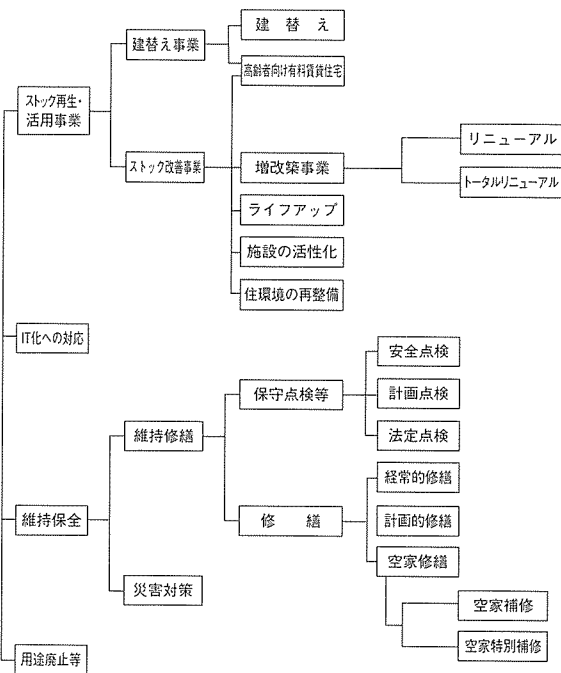 建替え
建替え事業
高齢者向け有料賃貸住宅
ストック再生・
活用事業
リニューアル
ストック改善事業
増改築事業
トータルリニューアル
ライフアップ
施設の活性化
住環境の再整備
IT化への対応
安全点検
保守点検等
計画点検
維持修繕
法定点検
経常的修繕
維持保全
修繕
計画的修繕
空家修繕
災害対策
空家補修
空家特別補修
用途廃止等